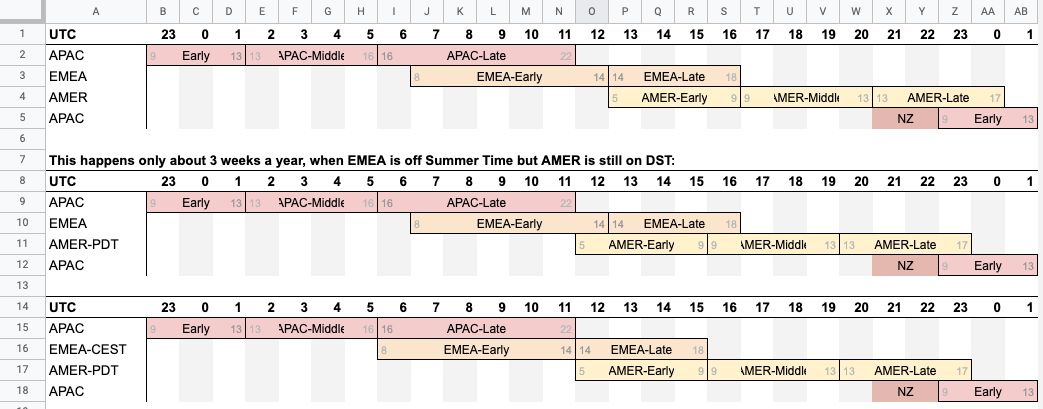 A B C D E F G H I J K L M N O P Q R S T U V W X Y Z AA AB
1 UTC 23 0 1 2 3 4 5 6 7 8 9 10 11 12 13 14 15 16 17 18 19 20 21 22 23 0 1
2 APAC 9 Early 13 13 APAC-Middle 16 16 APAC-Late 22
3 EMEA 8 EMEA-Early 14 14 EMEA-Late 18
4 AMER 5 AMER-Early 9 9 AMER-Middle 13 13 AMER-Late 17
5 APAC NZ 9 Early 13
6
7 This happens only about 3 weeks a year, when EMEA is off Summer Time but AMER is still on DST:
8 UTC 23 0 1 2 3 4 5 6 7 8 9 10 11 12 13 14 15 16 17 18 19 20 21 22 23 0 1
9 APAC 9 Early 13 13 APAC-Middle 16 16 APAC-Late 22
10 EMEA 8 EMEA-Early 14 14 EMEA-Late 18
11 AMER-PDT 5 AMER-Early 9 9 AMER-Middle 13 13 AMER-Late 17
12 APAC NZ 9 Early 13
13
14 UTC 23 0 1 2 3 4 5 6 7 8 9 10 11 12 13 14 15 16 17 18 19 20 21 22 23 0 1
15 APAC 9 Early 13 13 APAC-Middle 16 16 APAC-Late 22
16 EMEA-CEST 8 EMEA-Early 14 14 EMEA-Late 18
17 AMER-PDT 5 AMER-Early 9 9 AMER-Middle 13 13 AMER-Late 17
18 APAC NZ 9 Early 13